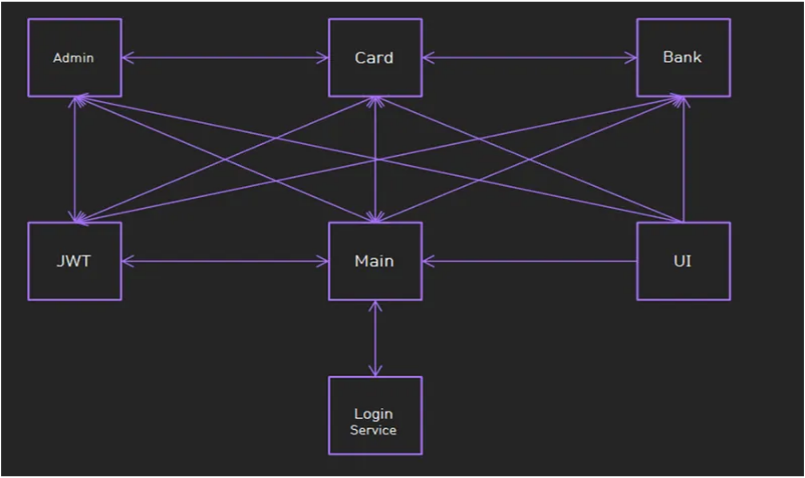 Admin
Card
Bank
JWT
Main
UI
Login
Service